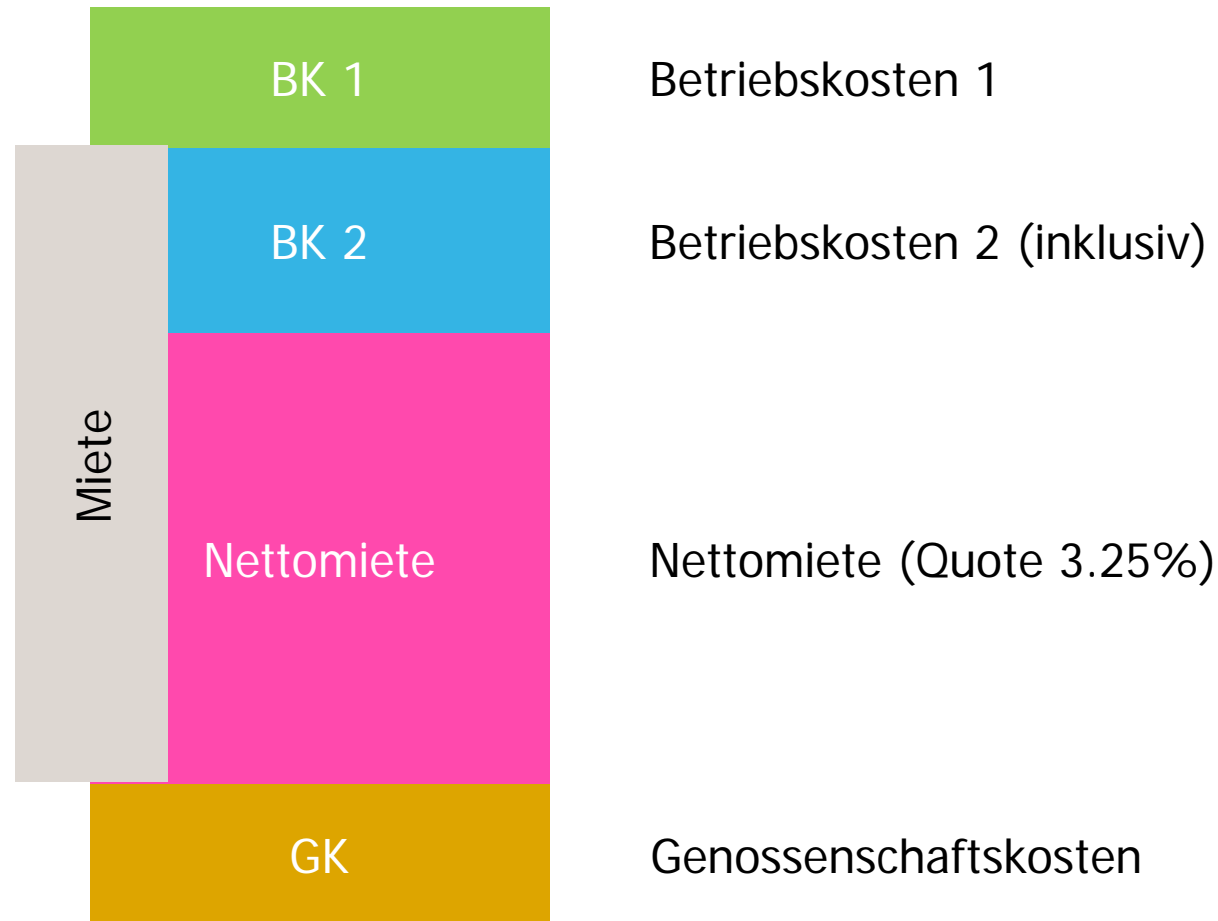 BK 1 Betriebskosten 1
BK 2 Betriebskosten 2 (inklusiv)
Miete
Nettomiete Nettomiete (Quote 3.25%)
GK Genossenschaftskosten